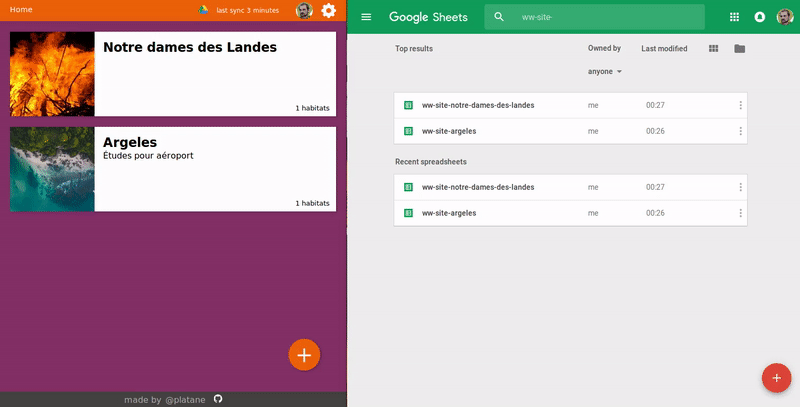 Home
last sync 3 minutes
Notre dames des Landes
1 habitats
Argeles
Études pour aéroport
1 habitats
made by @platane
Google Sheets
ww-site-
Top results
Owned by
Last modified
anyone
ww-site-notre-dames-des-landes me 00:27
ww-site-argeles me 00:26
Recent spreadsheets
ww-site-notre-dames-des-landes me 00:27
ww-site-argeles me 00:26